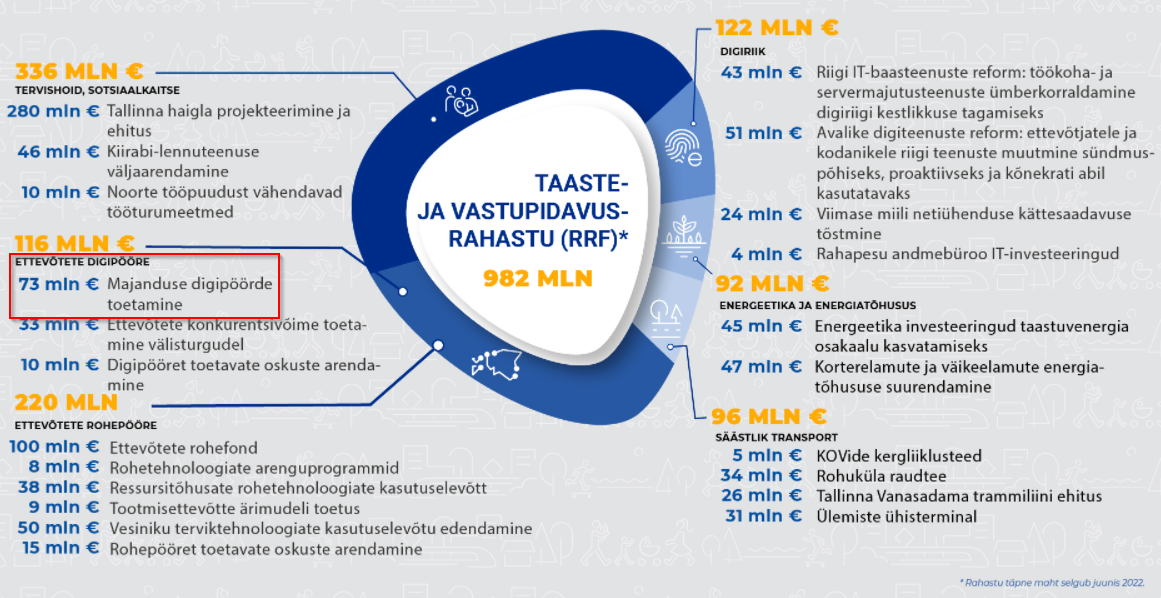 336 MLN €
TERVISHOID, SOTSIAALKAITSE
280 mln € Tallinna haigla projekteerimine ja
ehitus
46 mln € Kiirabi-lennuteenuse
väljaarendamine
10 mln € Noorte tööpuudust vähendavad
tööturumeetmed
116 MLN €
ETTEVÕTETE DIGIPÖÖRE
73 mln € Majanduse digipöörde
toetamine
33 mln € Ettevõtete konkurentsivõime toeta-
mine välisturgudel
10 mln € Digipööret toetavate oskuste arenda-
mine
220 MLN
ETTEVÕTETE ROHEPÖÖRE
100 mln € Ettevõtete rohefond
8 mln € Rohetehnoloogiate arenguprogrammid
38 mln € Ressursitõhusate rohetehnoloogiate kasutuselevõtt
9 mln € Tootmisettevõtte ärimudeli toetus
50 mln € Vesiniku terviktehnoloogiate kasutuselevõtu edendamine
15 mln € Rohepööret toetavate oskuste arendamine
TAASTE-
JA VASTUPIDAVUS-
RAHASTU (RRF)*
982 MLN
122 MLN €
DIGIRIIK
43 mln € Riigi IT-baasteenuste reform: töökoha- ja
servermajutusteenuste ümberkorraldamine
digiriigi kestlikkuse tagamiseks
51 mln € Avalike digiteenuste reform: ettevõtjatele ja
kodanikele riigi teenuste muutmine sündmus-
põhiseks, proaktiivseks ja kõnekrati abil
kasutatavaks
24 mln € Viimase miili netiühenduse kättesaadavuse
tõstmine
4 mln € Rahapesu andmebüroo IT-investeeringud
92 MLN €
ENERGEETIKA JA ENERGIATÕHUSUS
45 mln € Energeetika investeeringud taastuvenergia
osakaalu kasvatamiseks
47 mln € Korterelamute ja väikeelamute energia-
tõhususe suurendamine
96 MLN €
SÄÄSTLIK TRANSPORT
5 mln € KOVide kergliiklusteed
34 mln € Rohuküla raudtee
26 mln € Tallinna Vanasadama trammiliini ehitus
31 mln € Ülemiste ühisterminal
* Rahastu täpne maht selgub juunis 2022.